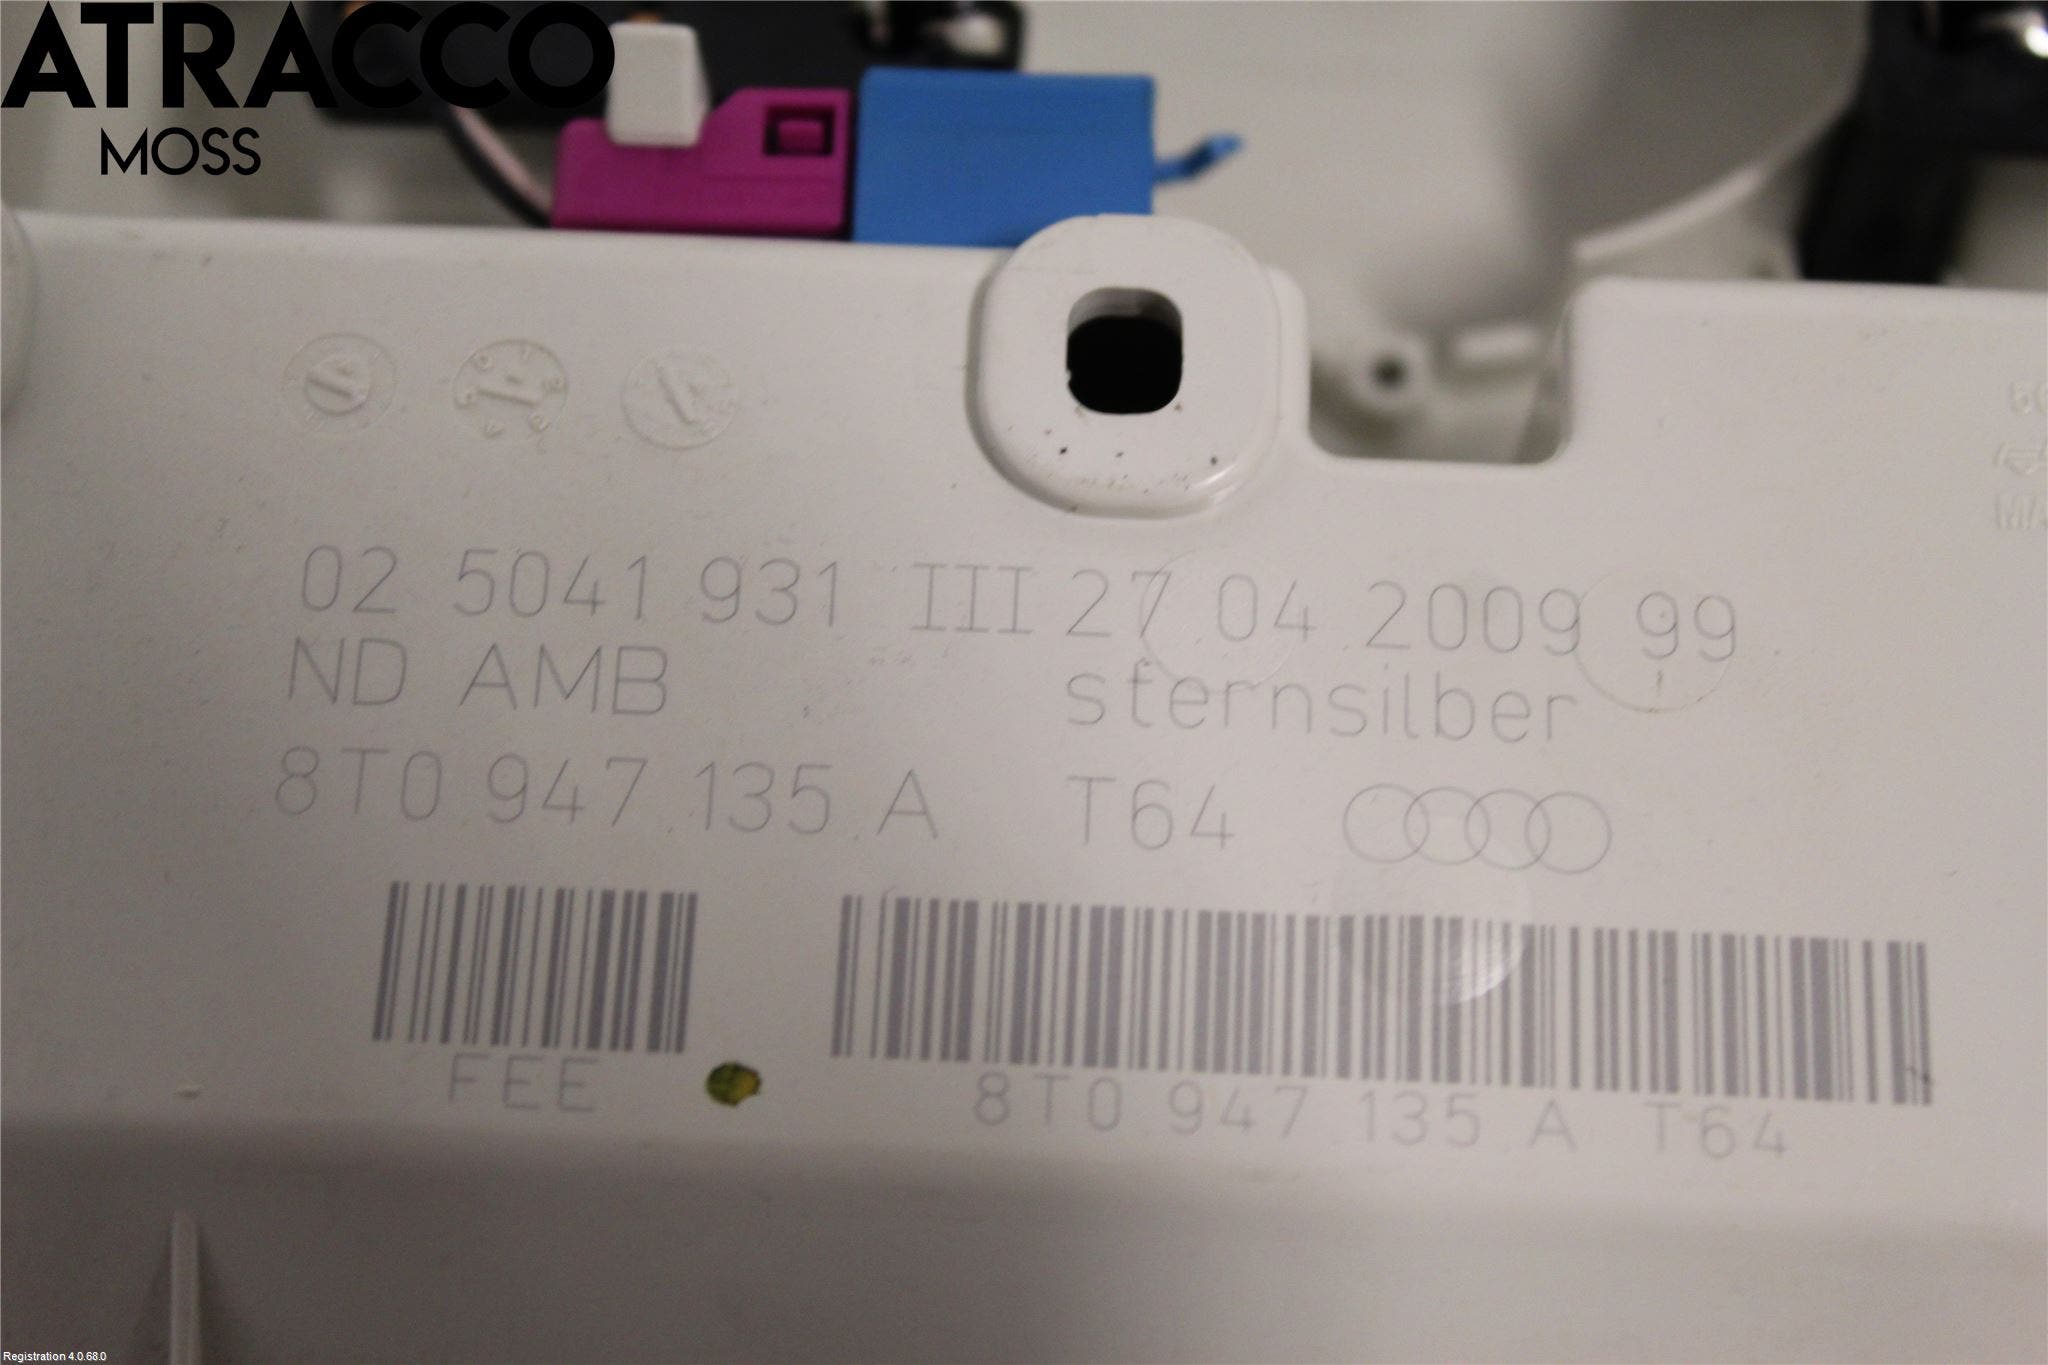 ATRACCO
MOSS
02 5041 931 III 27.04.2009 99
ND AMB sternsilber
8T0.947.135.A T64
FEE
8T0.947.135.A T64
Registration 4.0.68.0